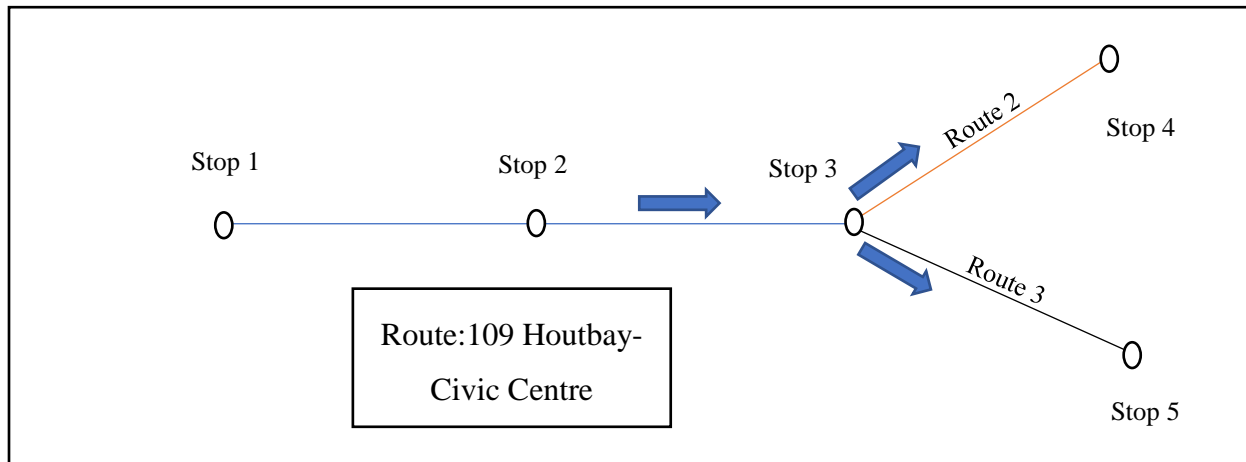 Stop 1
Stop 2
Stop 3
Route 2
Stop 4
Route 3
Stop 5
Route:109 Houtbay-
Civic Centre